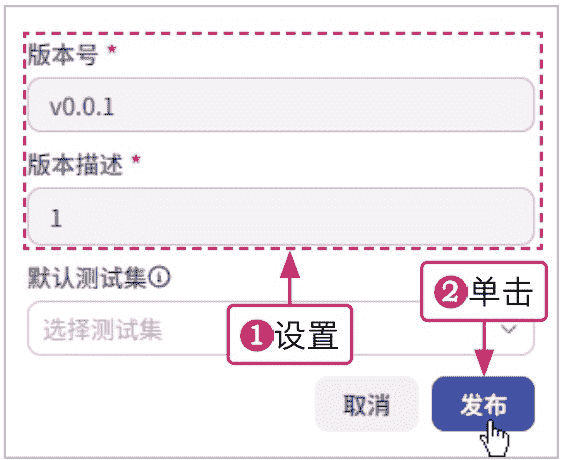 版本号 *
v0.0.1
版本描述 *
1
默认测试集
❷单击
选择测试集
❶设置
取消
发布